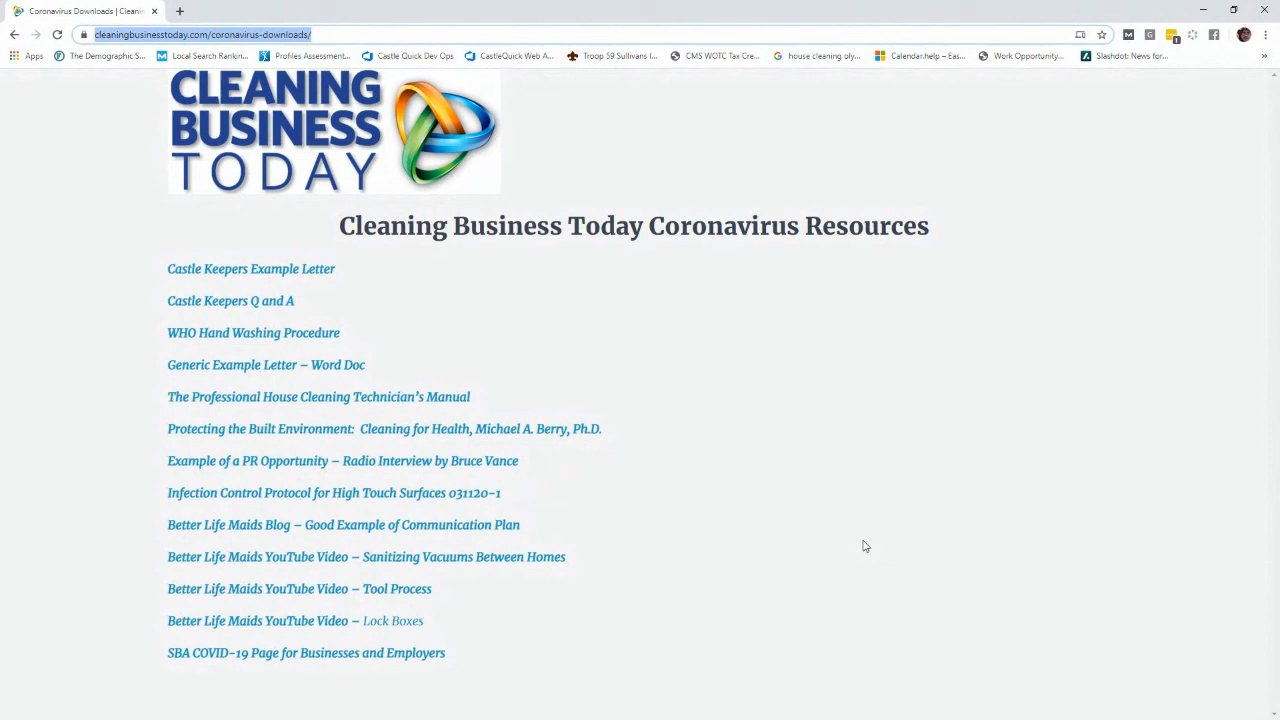 Coronavirus Downloads | Cleanin
cleaningbusinesstoday.com/coronavirus-downloads/
Apps
The Demographic S...
Local Search Rankin...
Profiles Assessment...
Castle Quick Dev Ops
CastleQuick Web A...
Troop 59 Sullivans I...
CMS WOTC Tax Cre...
house cleaning oly...
Calendar.help – Eas...
Work Opportunity...
Slashdot: News for...
CLEANING
BUSINESS
TODAY
Cleaning Business Today Coronavirus Resources
Castle Keepers Example Letter
Castle Keepers Q and A
WHO Hand Washing Procedure
Generic Example Letter – Word Doc
The Professional House Cleaning Technician's Manual
Protecting the Built Environment: Cleaning for Health, Michael A. Berry, Ph.D.
Example of a PR Opportunity – Radio Interview by Bruce Vance
Infection Control Protocol for High Touch Surfaces 031120-1
Better Life Maids Blog – Good Example of Communication Plan
Better Life Maids YouTube Video – Sanitizing Vacuums Between Homes
Better Life Maids YouTube Video – Tool Process
Better Life Maids YouTube Video – Lock Boxes
SBA COVID-19 Page for Businesses and Employers